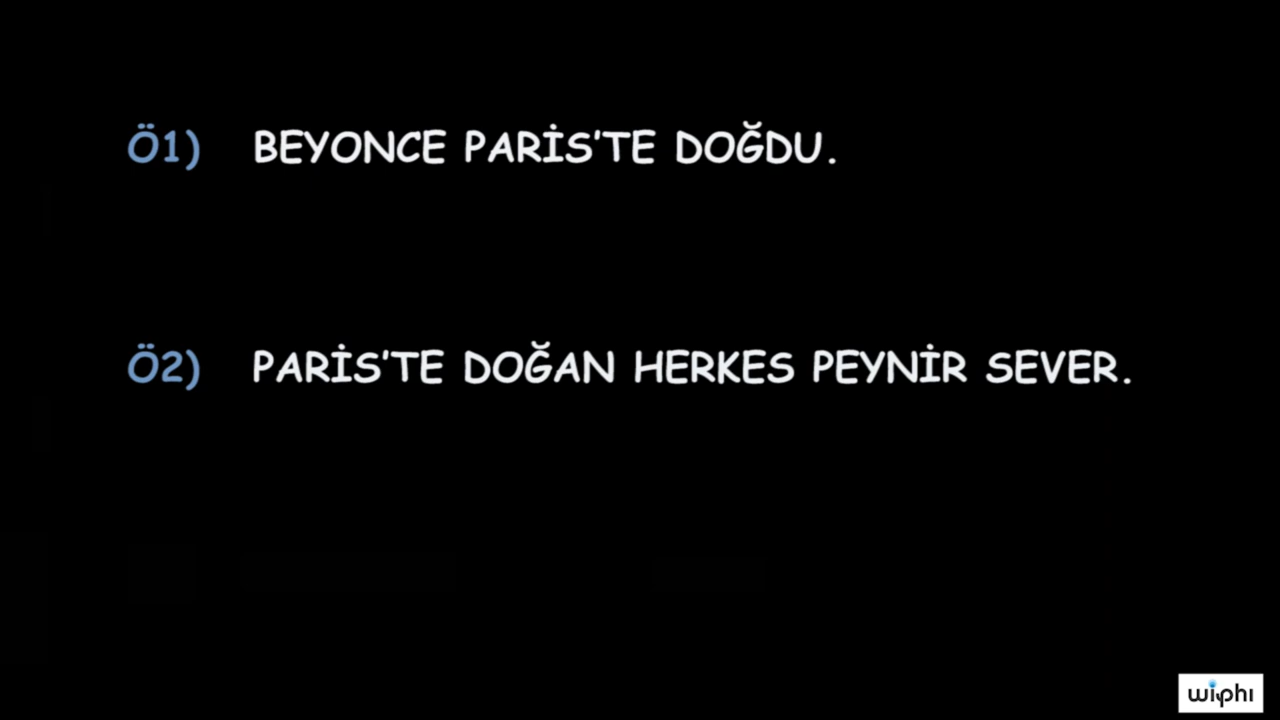 Ö1) BEYONCE PARİS'TE DOĞDU.
Ö2) PARİS'TE DOĞAN HERKES PEYNİR SEVER.
wiphi